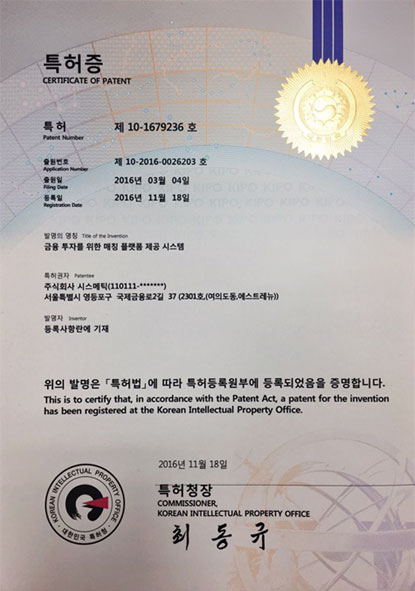 특허증
CERTIFICATE OF PATENT
특허 제 10-1679236 호
Patent Number
출원번호 제 10-2016-0026203 호
Application Number
출원일 2016년 03월 04일
Filing Date
등록일 2016년 11월 18일
Registration Date
발명의 명칭 Title of the Invention
금융 투자를 위한 매칭 플랫폼 제공 시스템
특허권자 Patentee
주식회사 시스메틱(110111-*******)
서울특별시 영등포구 국제금융로2길 37 (2301호,(여의도동,에스트레뉴))
발명자 Inventor
등록사항란에 기재
위의 발명은 「특허법」에 따라 특허등록원부에 등록되었음을 증명합니다.
This is to certify that, in accordance with the Patent Act, a patent for the invention
has been registered at the Korean Intellectual Property Office.
2016년 11월 18일
특허청장
COMMISSIONER,
KOREAN INTELLECTUAL PROPERTY OFFICE
최동규
KOREAN INTELLECTUAL PROPERTY OFFICE
대한민국 특허청